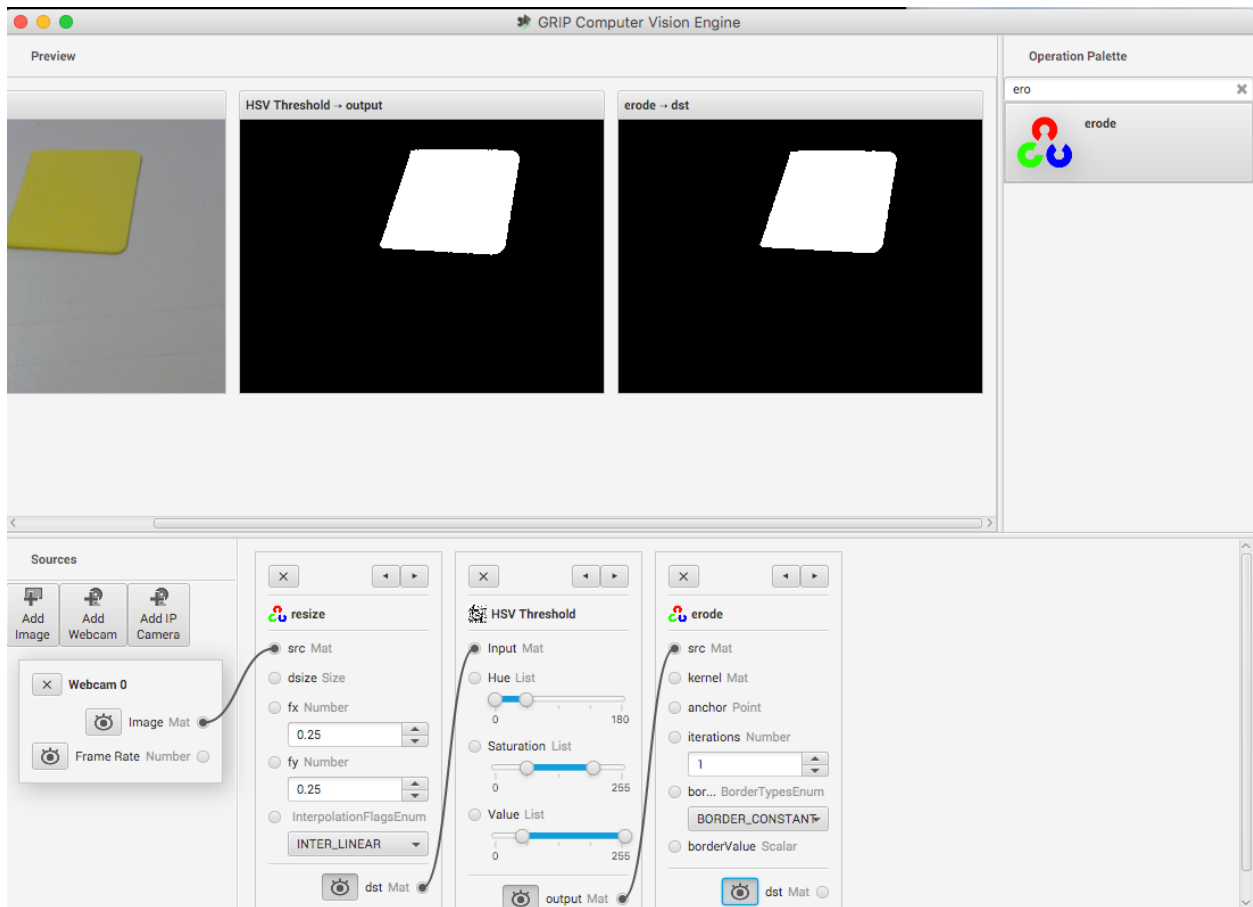 GRIP Computer Vision Engine
Preview
Operation Palette
HSV Threshold → output
erode → dst
ero
erode
Sources
Add Image
Add Webcam
Add IP Camera
Webcam 0
Image Mat
Frame Rate Number
resize
src Mat
dsize Size
fx Number
0.25
fy Number
0.25
InterpolationFlagsEnum
INTER_LINEAR
dst Mat
HSV Threshold
Input Mat
Hue List
0 180
Saturation List
0 255
Value List
0 255
output Mat
erode
src Mat
kernel Mat
anchor Point
iterations Number
1
bor... BorderTypesEnum
BORDER_CONSTANT
borderValue Scalar
dst Mat